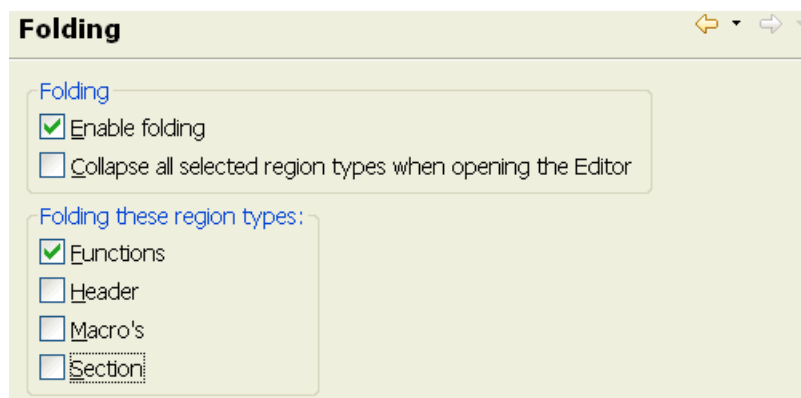 Folding
Folding
Enable folding
Collapse all selected region types when opening the Editor
Folding these region types:
Functions
Header
Macro's
Section